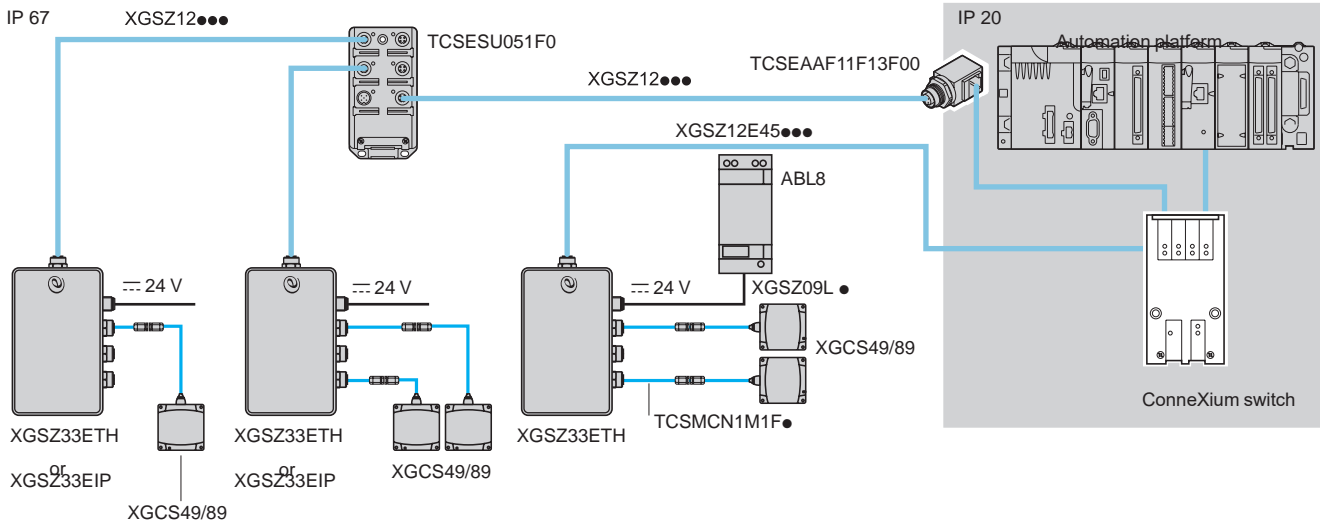 IP 67
XGSZ12●●●
TCSESU051F0
XGSZ12●●●
TCSEAAF11F13F00
IP 20
Automation platform
XGSZ12E45●●●
ABL8
24 V
24 V
24 V
XGSZ09L ●
XGCS49/89
ConneXium switch
XGSZ33ETH
or
XGSZ33EIP
XGCS49/89
XGSZ33ETH
or
XGSZ33EIP
XGCS49/89
XGSZ33ETH
TCSMCN1M1F●